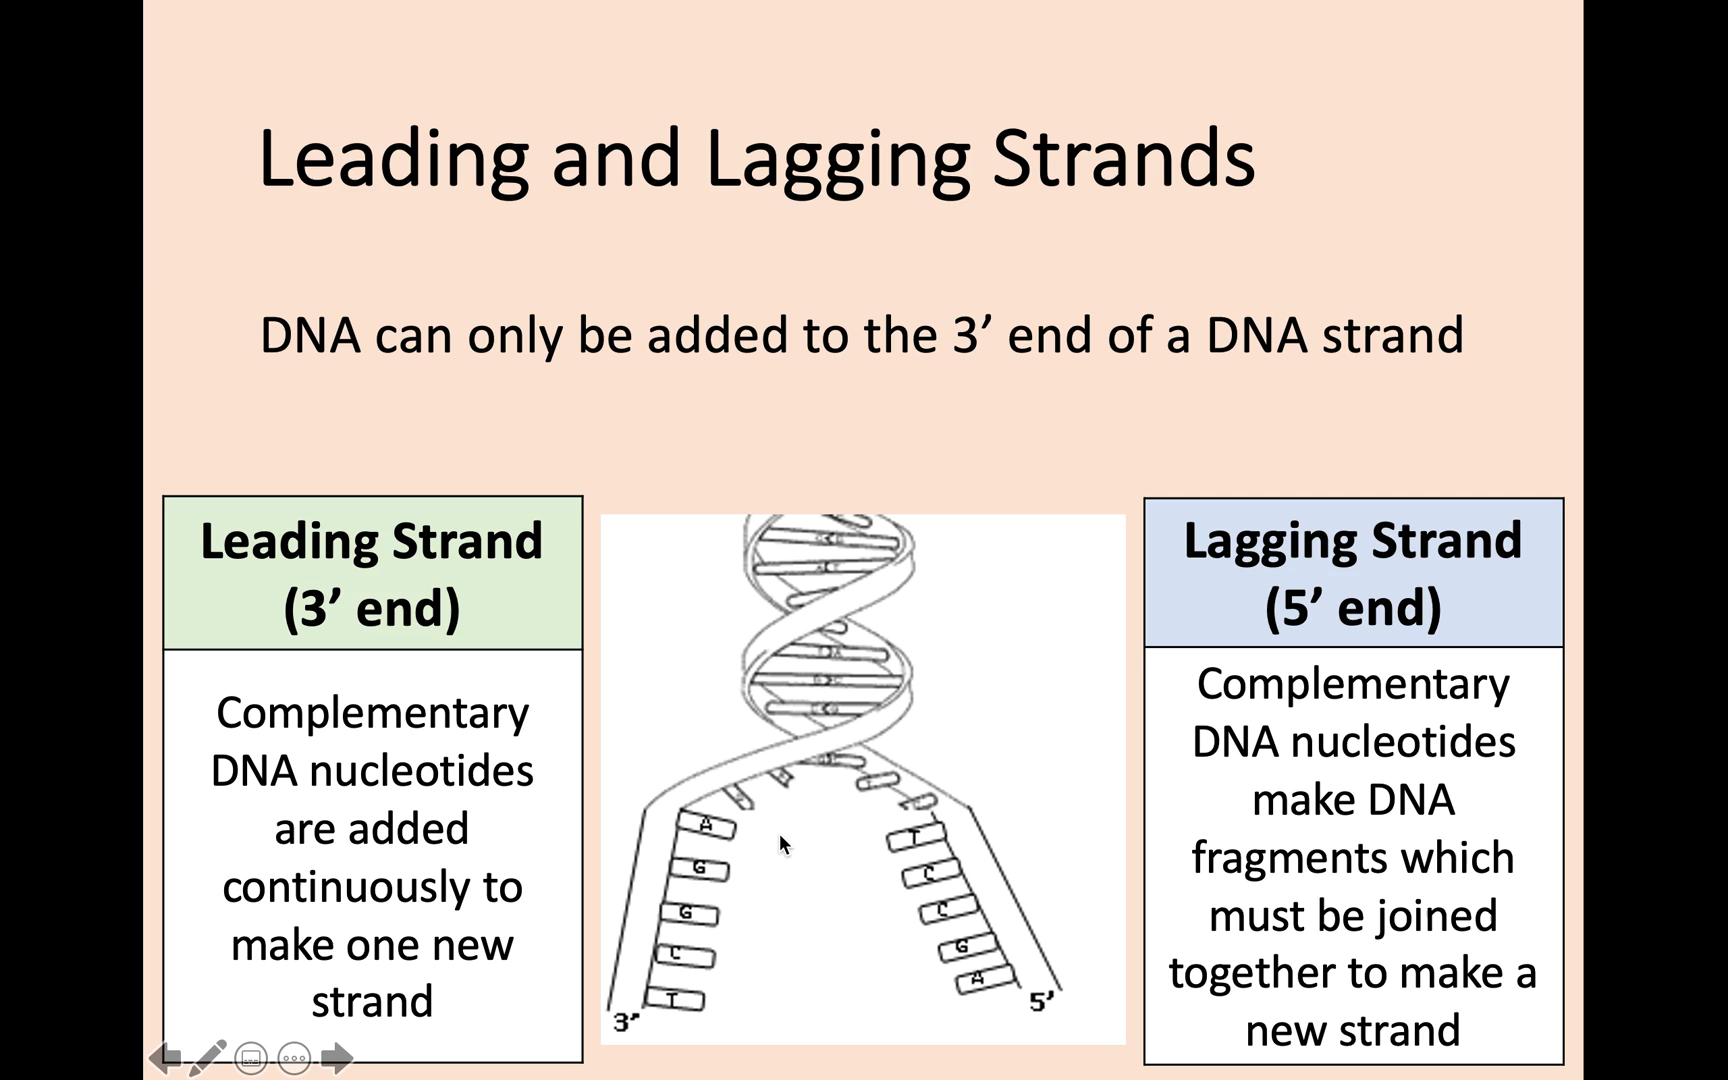 Leading and Lagging Strands
DNA can only be added to the 3’ end of a DNA strand
Leading Strand
(3’ end)
Complementary
DNA nucleotides
are added
continuously to
make one new
strand
A
G
G
C
T
3’
T
C
C
G
A
5’
Lagging Strand
(5’ end)
Complementary
DNA nucleotides
make DNA
fragments which
must be joined
together to make a
new strand